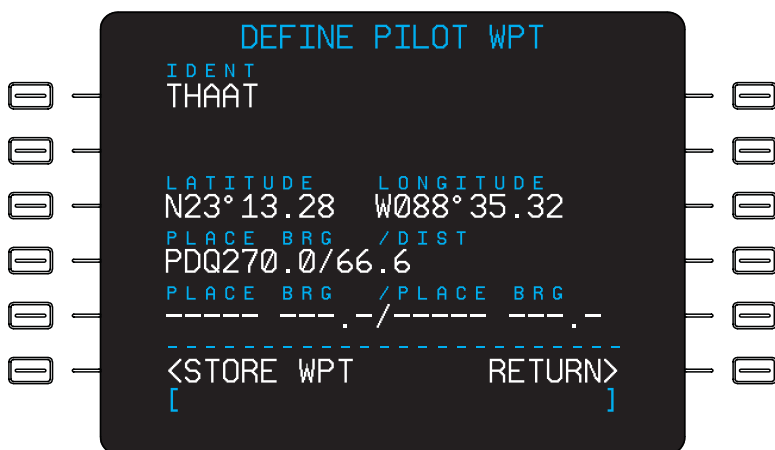 DEFINE PILOT WPT
IDENT
THAAT
LATITUDE LONGITUDE
N23°13.28 W088°35.32
PLACE BRG /DIST
PDQ270.0/66.6
PLACE BRG /PLACE BRG
----- ---.-/----- ---.-
------------------------
<STORE WPT RETURN>
[ ]